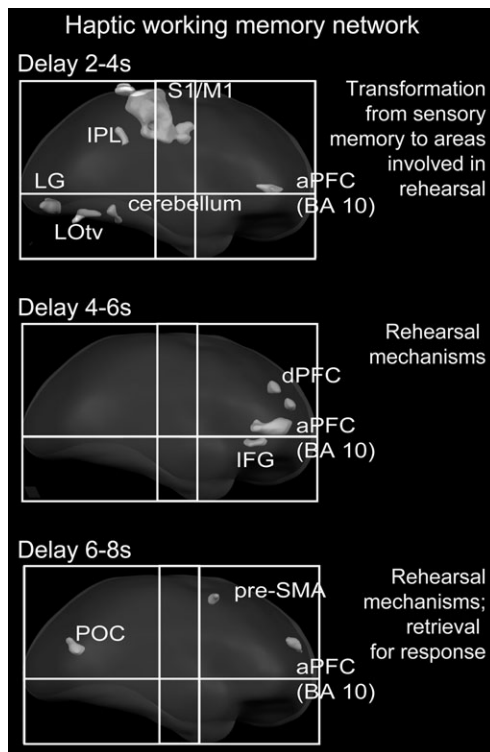 Haptic working memory network
Delay 2-4s
S1/M1
Transformation
from sensory
memory to areas
involved in
rehearsal
IPL
LG
cerebellum
aPFC
(BA 10)
LOtv
Delay 4-6s
Rehearsal
mechanisms
dPFC
aPFC
(BA 10)
IFG
Delay 6-8s
Rehearsal
mechanisms;
retrieval
for response
pre-SMA
POC
aPFC
(BA 10)